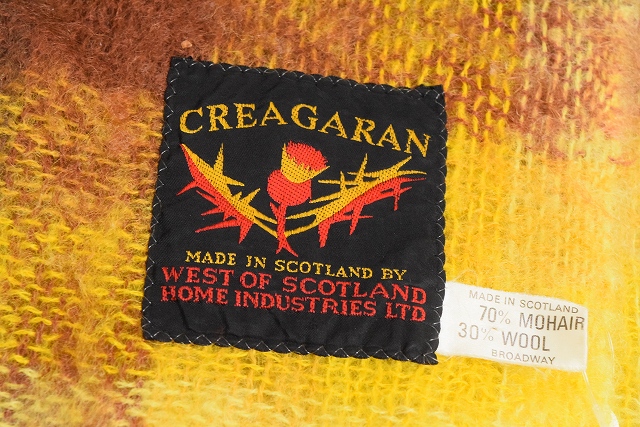 CREAGARAN
MADE IN SCOTLAND BY
WEST OF SCOTLAND
HOME INDUSTRIES LTD
MADE IN SCOTLAND
70% MOHAIR
30% WOOL
BROADWAY